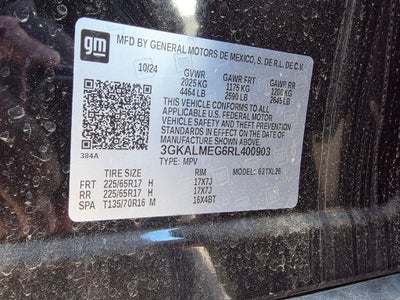 gm
MFD BY GENERAL MOTORS DE MEXICO, S. DE R.L. DE C.V.
10/24 GVWR GAWR FRT GAWR RR
2025 KG 1175 KG 1200 KG
4464 LB 2590 LB 2645 LB
THIS VEHICLE CONFORMS TO ALL
APPLICABLE U.S. FEDERAL MOTOR
VEHICLE SAFETY AND THEFT PREVENTION
STANDARDS IN EFFECT ON THE DATE OF
MANUFACTURE SHOWN ABOVE.
3GKALMEG6RL400903
384A TYPE: MPV
TIRE SIZE RIM MODEL: 63TXL26
FRT 225/65R17 H 17X7J
RR 225/65R17 H 17X7J
SPA T135/70R16 M 16X4BT